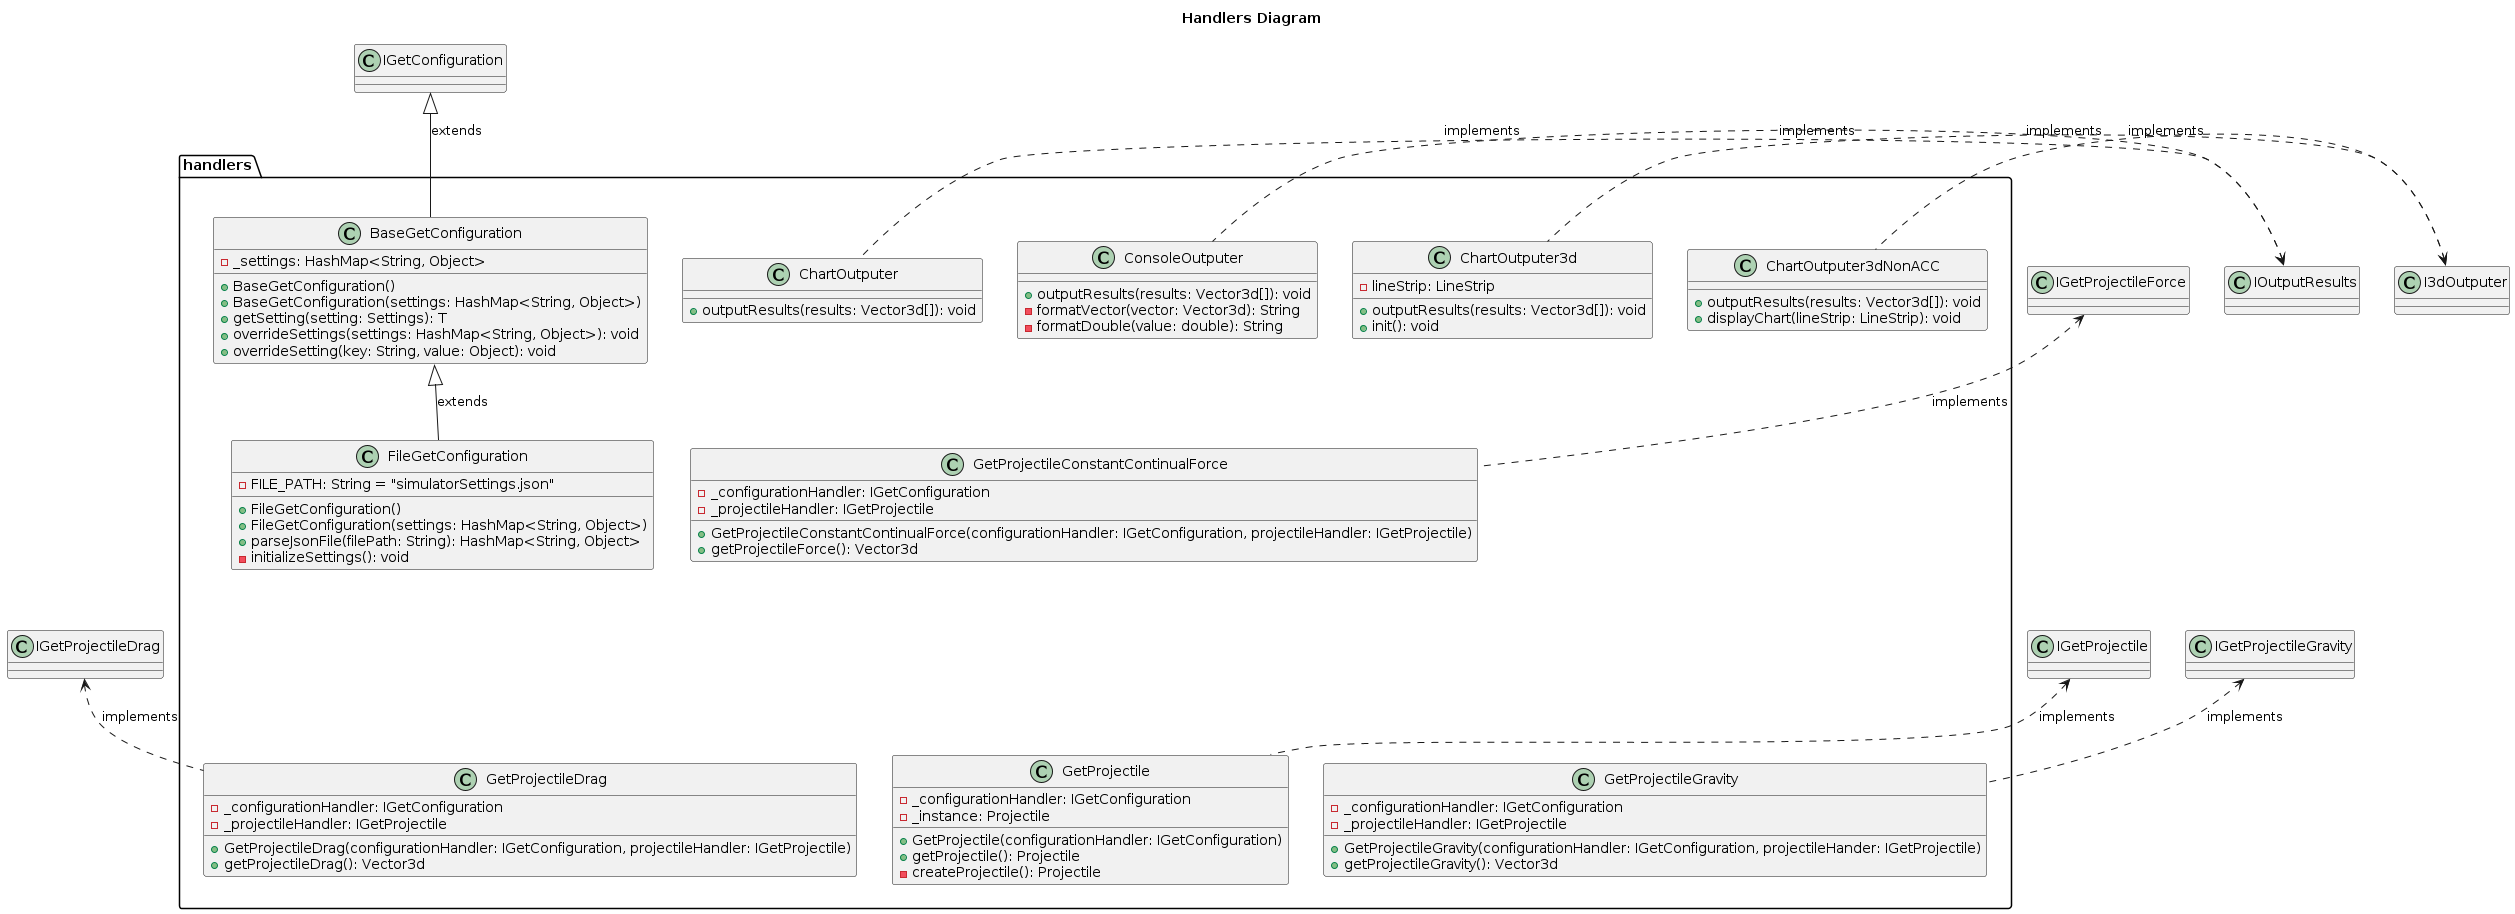 Handlers Diagram
IGetConfiguration
extends
implements
implements
implements
implements
handlers
BaseGetConfiguration
_settings: HashMap<String, Object>
BaseGetConfiguration()
BaseGetConfiguration(settings: HashMap<String, Object>)
getSetting(setting: Settings): T
overrideSettings(settings: HashMap<String, Object>): void
overrideSetting(key: String, value: Object): void
ChartOutputer
outputResults(results: Vector3d[]): void
ConsoleOutputer
outputResults(results: Vector3d[]): void
formatVector(vector: Vector3d): String
formatDouble(value: double): String
ChartOutputer3d
lineStrip: LineStrip
outputResults(results: Vector3d[]): void
init(): void
ChartOutputer3dNonACC
outputResults(results: Vector3d[]): void
displayChart(lineStrip: LineStrip): void
IGetProjectileForce
IOutputResults
I3dOutputer
extends
implements
FileGetConfiguration
FILE_PATH: String = "simulatorSettings.json"
FileGetConfiguration()
FileGetConfiguration(settings: HashMap<String, Object>)
parseJsonFile(filePath: String): HashMap<String, Object>
initializeSettings(): void
GetProjectileConstantContinualForce
_configurationHandler: IGetConfiguration
_projectileHandler: IGetProjectile
GetProjectileConstantContinualForce(configurationHandler: IGetConfiguration, projectileHandler: IGetProjectile)
getProjectileForce(): Vector3d
IGetProjectileDrag
IGetProjectile
IGetProjectileGravity
implements
implements
implements
GetProjectileDrag
_configurationHandler: IGetConfiguration
_projectileHandler: IGetProjectile
GetProjectileDrag(configurationHandler: IGetConfiguration, projectileHandler: IGetProjectile)
getProjectileDrag(): Vector3d
GetProjectile
_configurationHandler: IGetConfiguration
_instance: Projectile
GetProjectile(configurationHandler: IGetConfiguration)
getProjectile(): Projectile
createProjectile(): Projectile
GetProjectileGravity
_configurationHandler: IGetConfiguration
_projectileHandler: IGetProjectile
GetProjectileGravity(configurationHandler: IGetConfiguration, projectileHander: IGetProjectile)
getProjectileGravity(): Vector3d